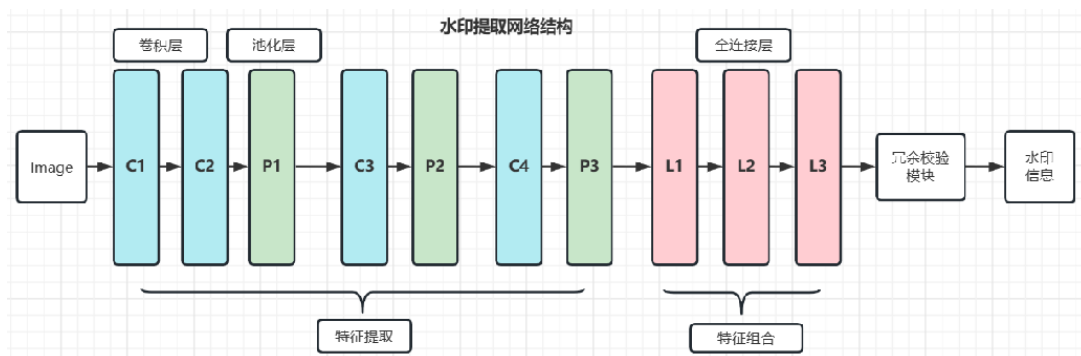 水印提取网络结构
卷积层
池化层
全连接层
Image
C1
C2
P1
C3
P2
C4
P3
L1
L2
L3
冗余校验
模块
水印
信息
特征提取
特征组合